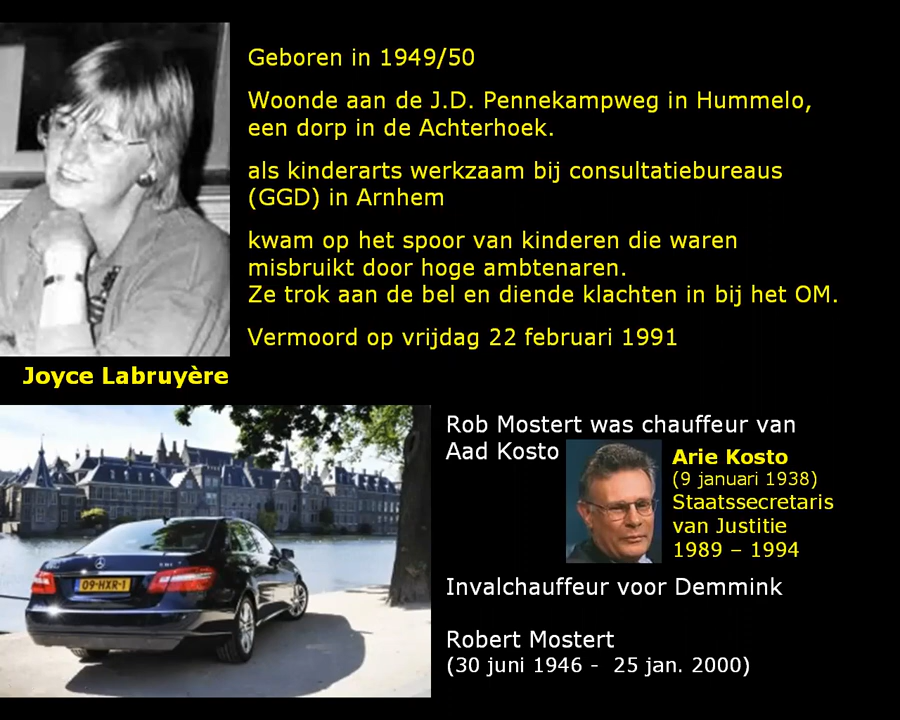 Geboren in 1949/50
Woonde aan de J.D. Pennekampweg in Hummelo,
een dorp in de Achterhoek.
als kinderarts werkzaam bij consultatiebureaus
(GGD) in Arnhem
kwam op het spoor van kinderen die waren
misbruikt door hoge ambtenaren.
Ze trok aan de bel en diende klachten in bij het OM.
Vermoord op vrijdag 22 februari 1991
Joyce Labruyère
Rob Mostert was chauffeur van
Aad Kosto
Arie Kosto
(9 januari 1938)
Staatssecretaris
van Justitie
1989 – 1994
Invalchauffeur voor Demmink
Robert Mostert
(30 juni 1946 -  25 jan. 2000)
09-HXR-1